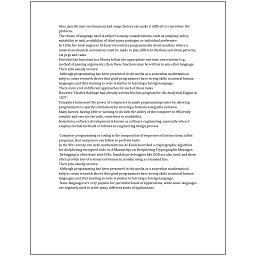 Also, specific user environment and usage history can make it difficult to reproduce the
problem.
The choice of language used is subject to many considerations, such as company policy,
suitability to task, availability of third-party packages, or individual preference.
In 1206, the Arab engineer Al-Jazari invented a programmable drum machine where a
musical mechanical automaton could be made to play different rhythms and drum patterns,
via pegs and cams.
Provided the functions in a library follow the appropriate run-time conventions (e.g.,
method of passing arguments), then these functions may be written in any other language.
Their jobs usually involve:
Although programming has been presented in the media as a somewhat mathematical
subject, some research shows that good programmers have strong skills in natural human
languages, and that learning to code is similar to learning a foreign language.
There exist a lot of different approaches for each of those tasks.
However, Charles Babbage had already written his first program for the Analytical Engine in
1837.
Compilers harnessed the power of computers to make programming easier by allowing
programmers to specify calculations by entering a formula using infix notation.
Many factors, having little or nothing to do with the ability of the computer to efficiently
compile and execute the code, contribute to readability.
Sometimes software development is known as software engineering, especially when it
employs formal methods or follows an engineering design process.
Computer programming or coding is the composition of sequences of instructions, called
programs, that computers can follow to perform tasks.
In the 9th century, the Arab mathematician Al-Kindi described a cryptographic algorithm
for deciphering encrypted code, in A Manuscript on Deciphering Cryptographic Messages.
Debugging is often done with IDEs. Standalone debuggers like GDB are also used, and these
often provide less of a visual environment, usually using a command line.
Their jobs usually involve:
Although programming has been presented in the media as a somewhat mathematical
subject, some research shows that good programmers have strong skills in natural human
languages, and that learning to code is similar to learning a foreign language.
Some languages are very popular for particular kinds of applications, while some languages
are regularly used to write many different kinds of applications.